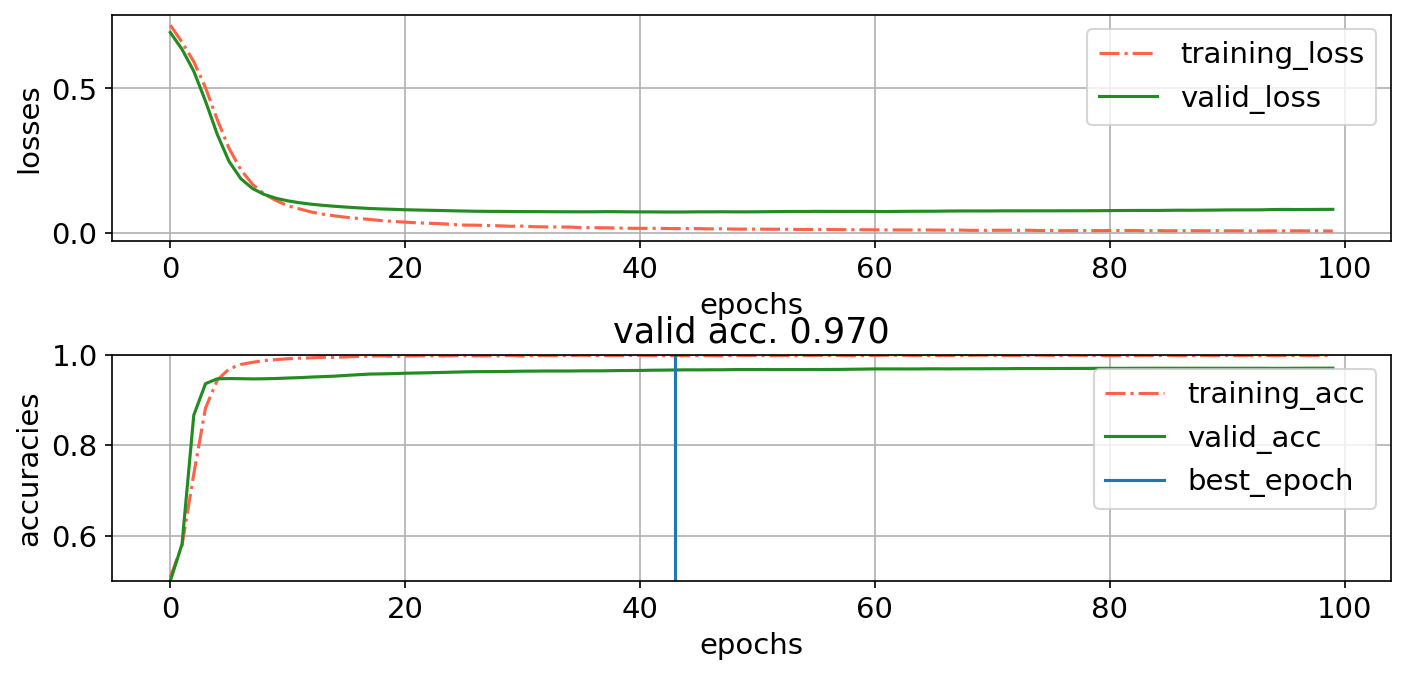 losses
0.5
0.0
training_loss
valid_loss
0 20 40 60 80 100
epochs
valid acc. 0.970
accuracies
1.0
0.8
0.6
training_acc
valid_acc
best_epoch
0 20 40 60 80 100
epochs